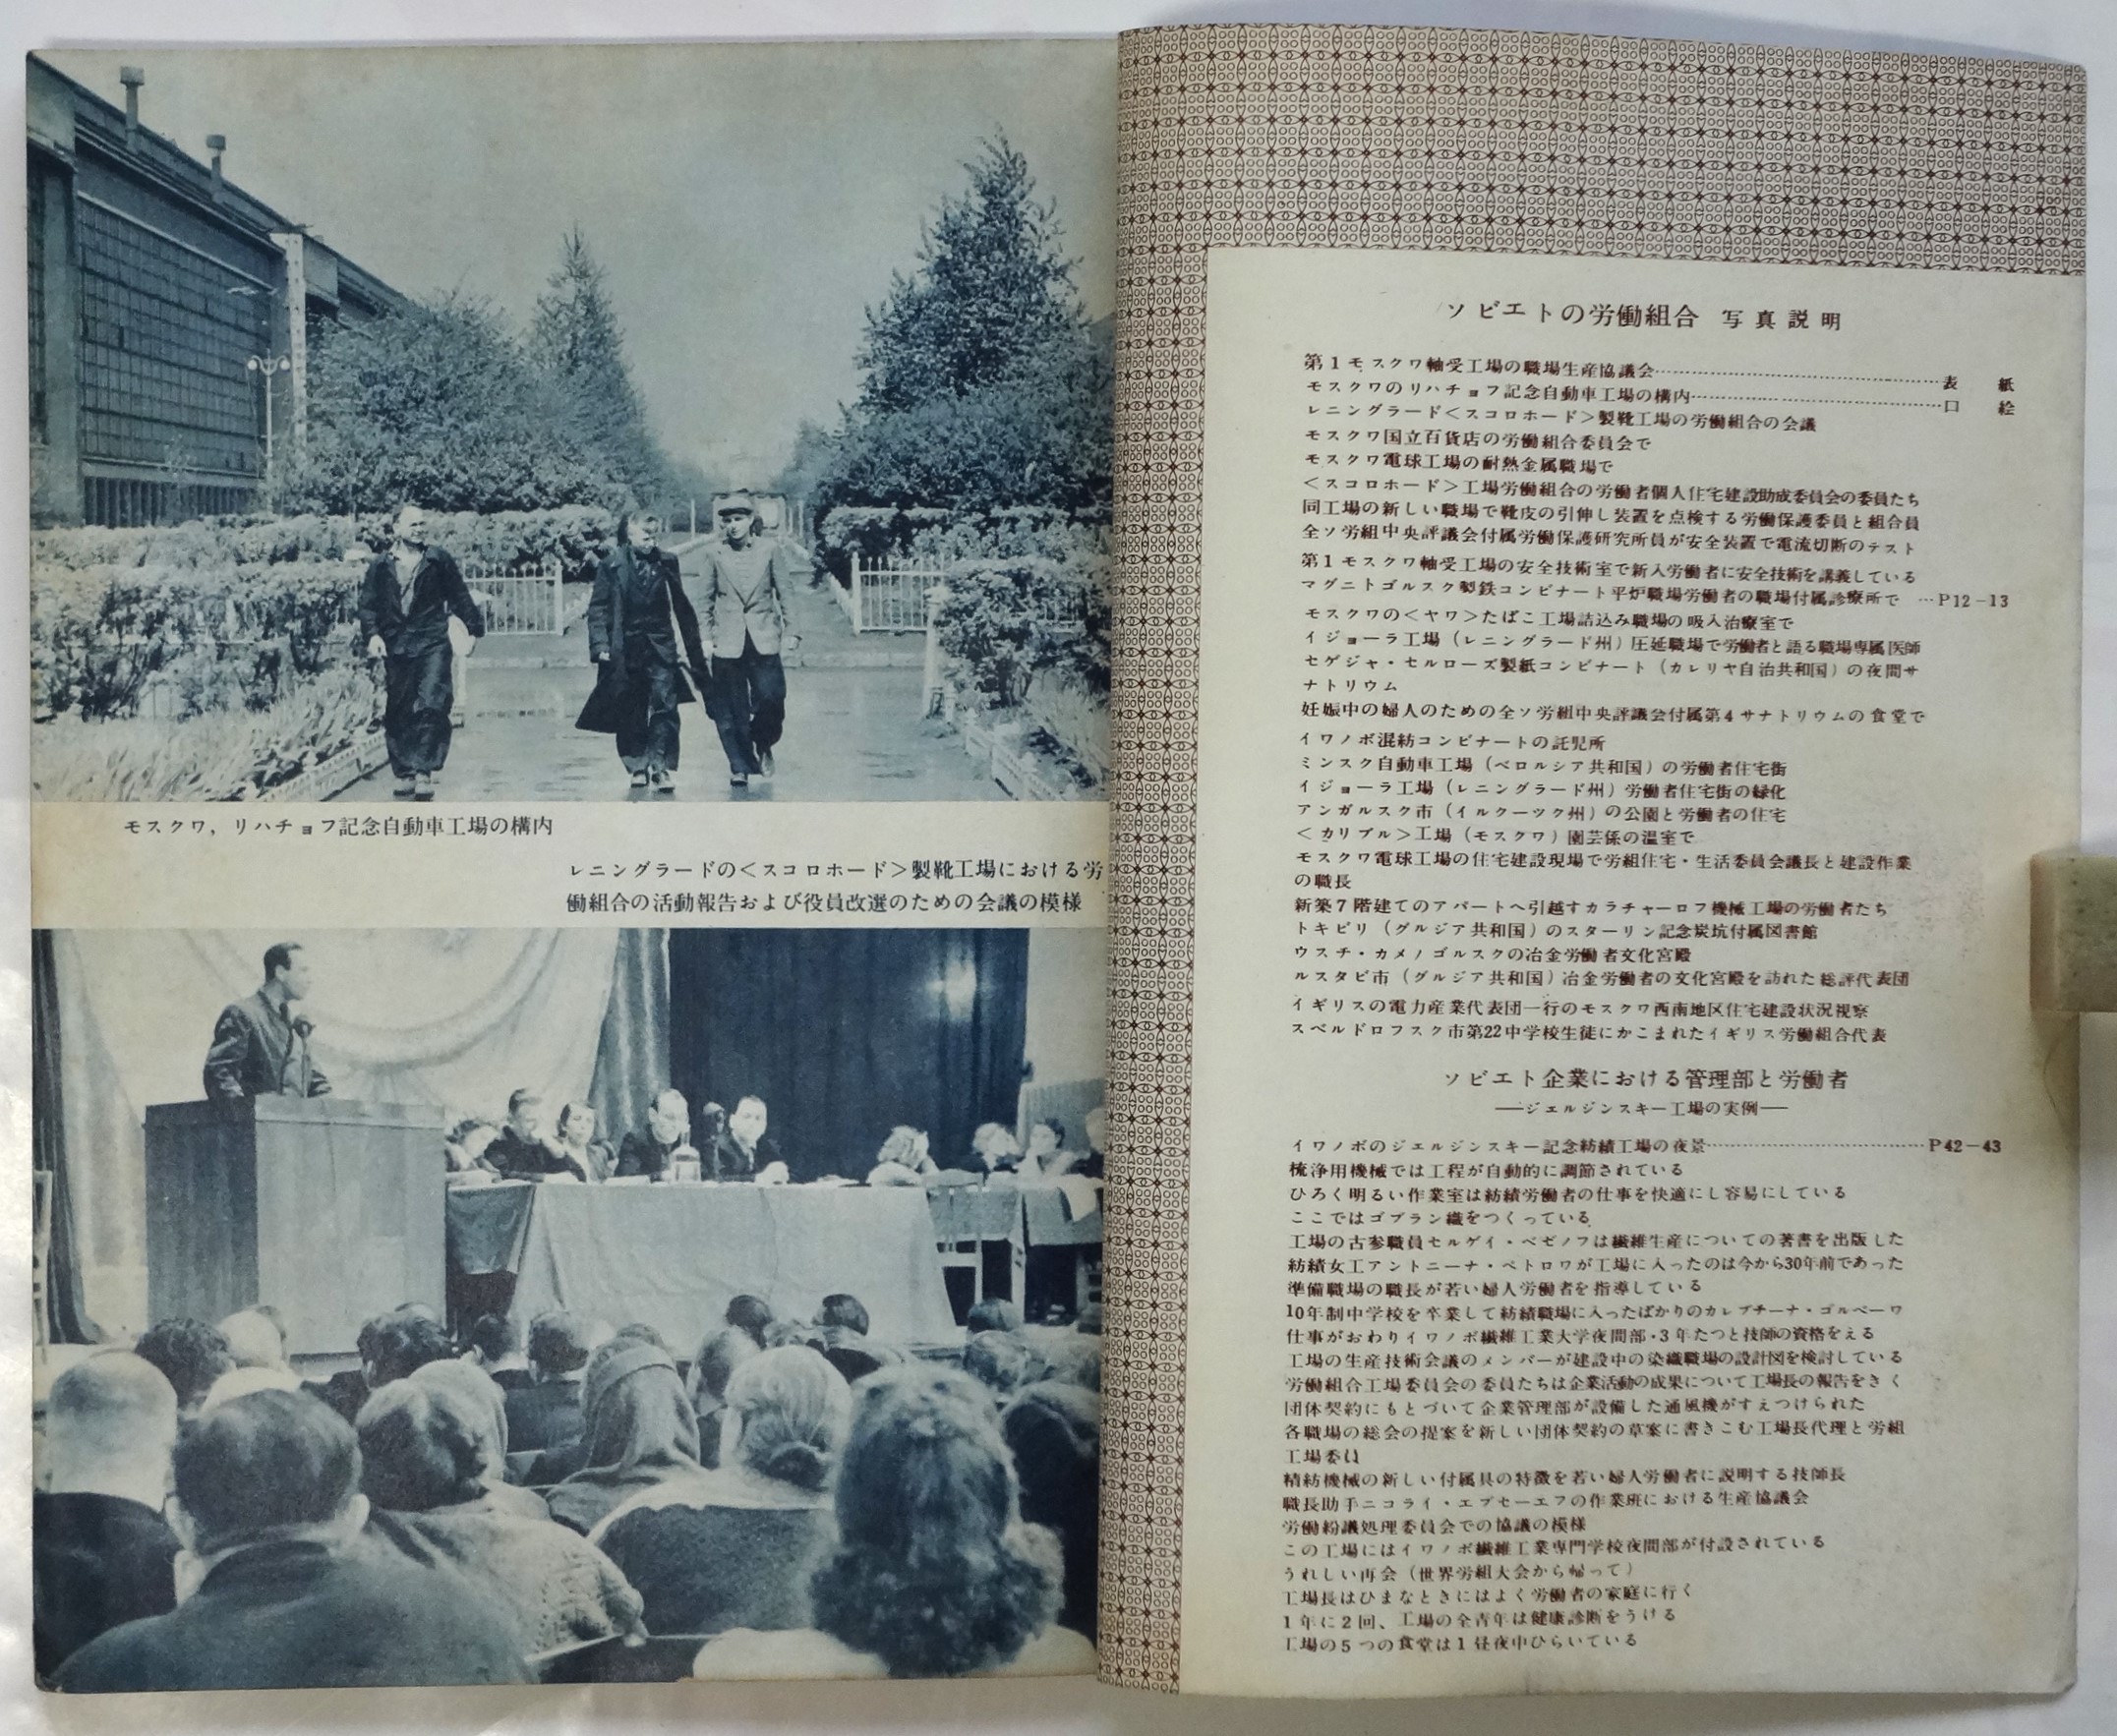 モスクワ，リハチョフ記念自動車工場の構内
レニングラードの＜スコロホード＞製靴工場における労
働組合の活動報告および役員改選のための会議の模様
ソビエトの労働組合　写真説明
第1モスクワ軸受工場の職場生産協議会……………………表　紙
モスクワのリハチョフ記念自動車工場の構内……………………口　絵
レニングラード＜スコロホード＞製靴工場の労働組合の会議
モスクワ国立百貨店の労働組合委員会で
モスクワ電球工場の耐熱金属職場で
＜スコロホード＞工場労働組合の労働者個人住宅建設助成委員会の委員たち
同工場の新しい職場で靴皮の引伸し装置を点検する労働保護委員と組合員
全ソ労組中央評議会付属労働保護研究所員が安全装置で電流切断のテスト
第1モスクワ軸受工場の安全技術室で新入労働者に安全技術を講義している
マグニトゴルスク製鉄コンビナート平炉職場労働者の職場付属診療所で…P12－13
モスクワの＜ヤワ＞たばこ工場詰込み職場の吸入治療室で
イジョーラ工場（レニングラード州）圧延職場で労働者と語る職場専属医師
セゲジャ・セルローズ製紙コンビナート（カレリヤ自治共和国）の夜間サ
ナトリウム
妊娠中の婦人のための全ソ労組中央評議会付属第4サナトリウムの食堂で
イワノボ混紡コンビナートの託児所
ミンスク自動車工場（ベロルシア共和国）の労働者住宅街
イジョーラ工場（レニングラード州）労働者住宅街の緑化
アンガルスク市（イルクーツク州）の公園と労働者の住宅
＜カリブル＞工場（モスクワ）園芸係の温室で
モスクワ電球工場の住宅建設現場で労組住宅・生活委員会議長と建設作業
の職長
新築7階建てのアパートへ引越すカラチャーロフ機械工場の労働者たち
トキビリ（グルジア共和国）のスターリン記念炭坑付属図書館
ウスチ・カメノゴルスクの冶金労働者文化宮殿
ルスタビ市（グルジア共和国）冶金労働者の文化宮殿を訪れた総評代表団
イギリスの電力産業代表団一行のモスクワ西南地区住宅建設状況視察
スベルドロフスク市第22中学校生徒にかこまれたイギリス労働組合代表
ソビエト企業における管理部と労働者
──ジェルジンスキー工場の実例──
イワノボのジェルジンスキー記念紡績工場の夜景……………………P42－43
梳浄用機械では工程が自動的に調節されている
ひろく明るい作業室は紡績労働者の仕事を快適にし容易にしている
ここではゴブラン織をつくっている
工場の古参職員セルゲイ・ベゼノフは繊維生産についての著書を出版した
紡績女工アントニーナ・ペトロワが工場に入ったのは今から30年前であった
準備職場の職長が若い婦人労働者を指導している
10年制中学校を卒業して紡績職場に入ったばかりのカレプチーナ・ゴルベーワ
仕事がおわりイワノボ繊維工業大学夜間部・3年たつと技師の資格をえる
工場の生産技術会議のメンバーが建設中の染織職場の設計図を検討している
労働組合工場委員会の委員たちは企業活動の成果について工場長の報告をきく
団体契約にもとづいて企業管理部が設備した通風機がすえつけられた
各職場の総会の提案を新しい団体契約の草案に書きこむ工場長代理と労組
工場委員
精紡機械の新しい付属具の特徴を若い婦人労働者に説明する技師長
職長助手ニコライ・エブセーエフの作業班における生産協議会
労働紛議処理委員会での協議の模様
この工場にはイワノボ繊維工業専門学校夜間部が付設されている
うれしい再会（世界労組大会から帰って）
工場長はひまなときにはよく労働者の家庭に行く
1年に2回、工場の全青年は健康診断をうける
工場の5つの食堂は1昼夜中ひらいている